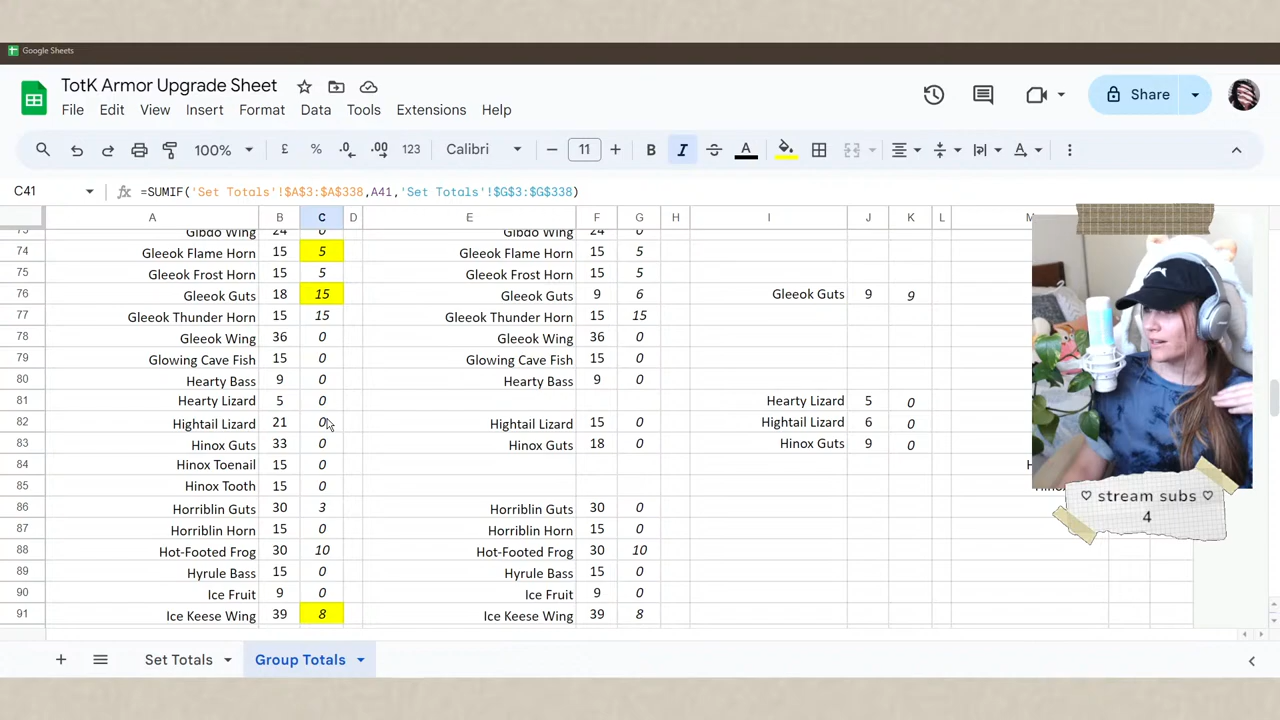 Google Sheets
TotK Armor Upgrade Sheet
File Edit View Insert Format Data Tools Extensions Help
Share
100% £ % .0 .00 123 Calibri 11 B I A
C41 fx =SUMIF('Set Totals'!$A$3:$A$338,A41,'Set Totals'!$G$3:$G$338)
A B C D E F G H I J K L M
73 Gibdo Wing 24 0 Gibdo Wing 24 0
74 Gleeok Flame Horn 15 5 Gleeok Flame Horn 15 5
75 Gleeok Frost Horn 15 5 Gleeok Frost Horn 15 5
76 Gleeok Guts 18 15 Gleeok Guts 9 6 Gleeok Guts 9 9
77 Gleeok Thunder Horn 15 15 Gleeok Thunder Horn 15 15
78 Gleeok Wing 36 0 Gleeok Wing 36 0
79 Glowing Cave Fish 15 0 Glowing Cave Fish 15 0
80 Hearty Bass 9 0 Hearty Bass 9 0
81 Hearty Lizard 5 0 Hearty Lizard 5 0
82 Hightail Lizard 21 0 Hightail Lizard 15 0 Hightail Lizard 6 0
83 Hinox Guts 33 0 Hinox Guts 18 0 Hinox Guts 9 0
84 Hinox Toenail 15 0
85 Hinox Tooth 15 0
86 Horriblin Guts 30 3 Horriblin Guts 30 0
87 Horriblin Horn 15 0 Horriblin Horn 15 0
88 Hot-Footed Frog 30 10 Hot-Footed Frog 30 10
89 Hyrule Bass 15 0 Hyrule Bass 15 0
90 Ice Fruit 9 0 Ice Fruit 9 0
91 Ice Keese Wing 39 8 Ice Keese Wing 39 8
♡ stream subs ♡
4
+ Set Totals Group Totals